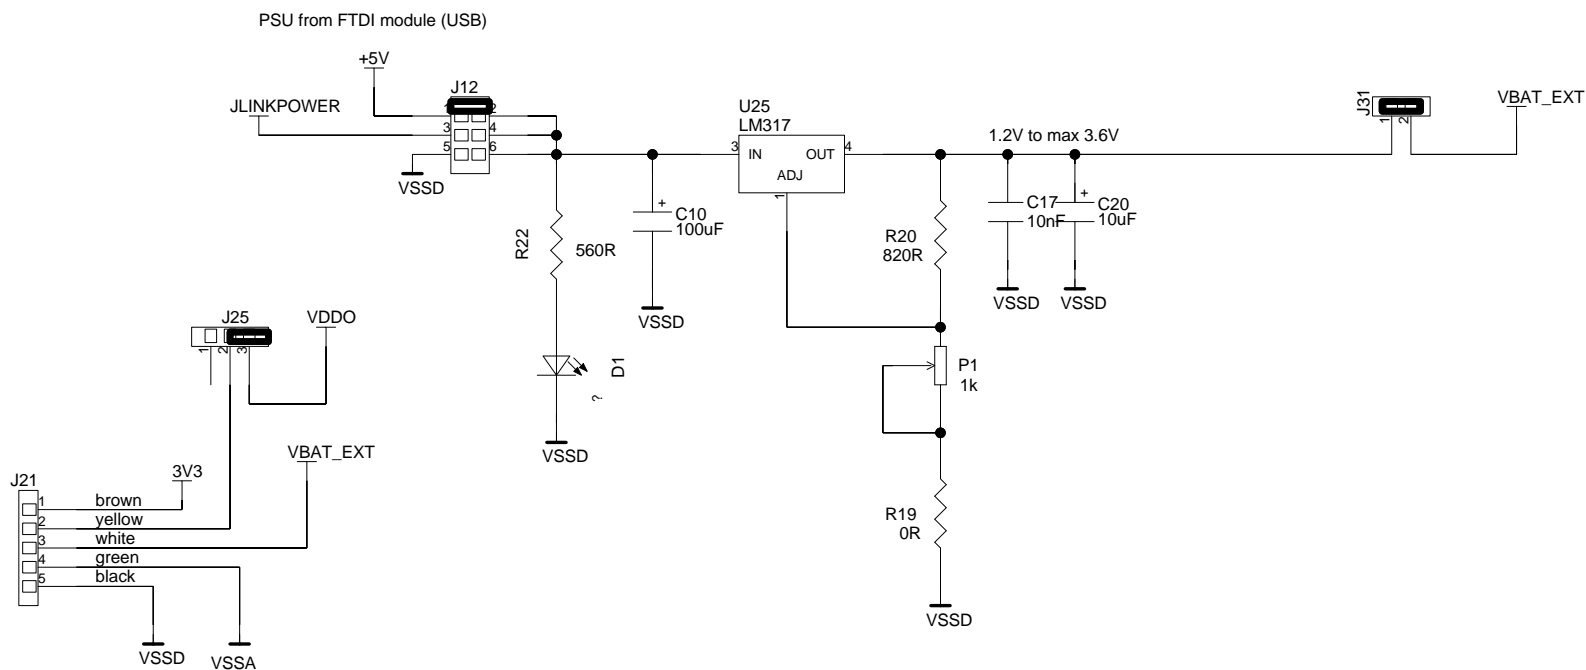 PSU from FTDI module (USB)
+5V
J12
JLINKPOWER
1 2
3 4
5 6
VSSD
U25
LM317
3 IN OUT 4
ADJ
1
1.2V to max 3.6V
J31
1 2
VBAT_EXT
R22
560R
+
C10
100uF
VSSD
R20
820R
C17
10nF
+
C20
10uF
VSSD
VSSD
D1
?
VSSD
P1
1k
R19
0R
VSSD
J25
1 2 3
VDDO
VBAT_EXT
3V3
J21
1 brown
2 yellow
3 white
4 green
5 black
VSSD
VSSA